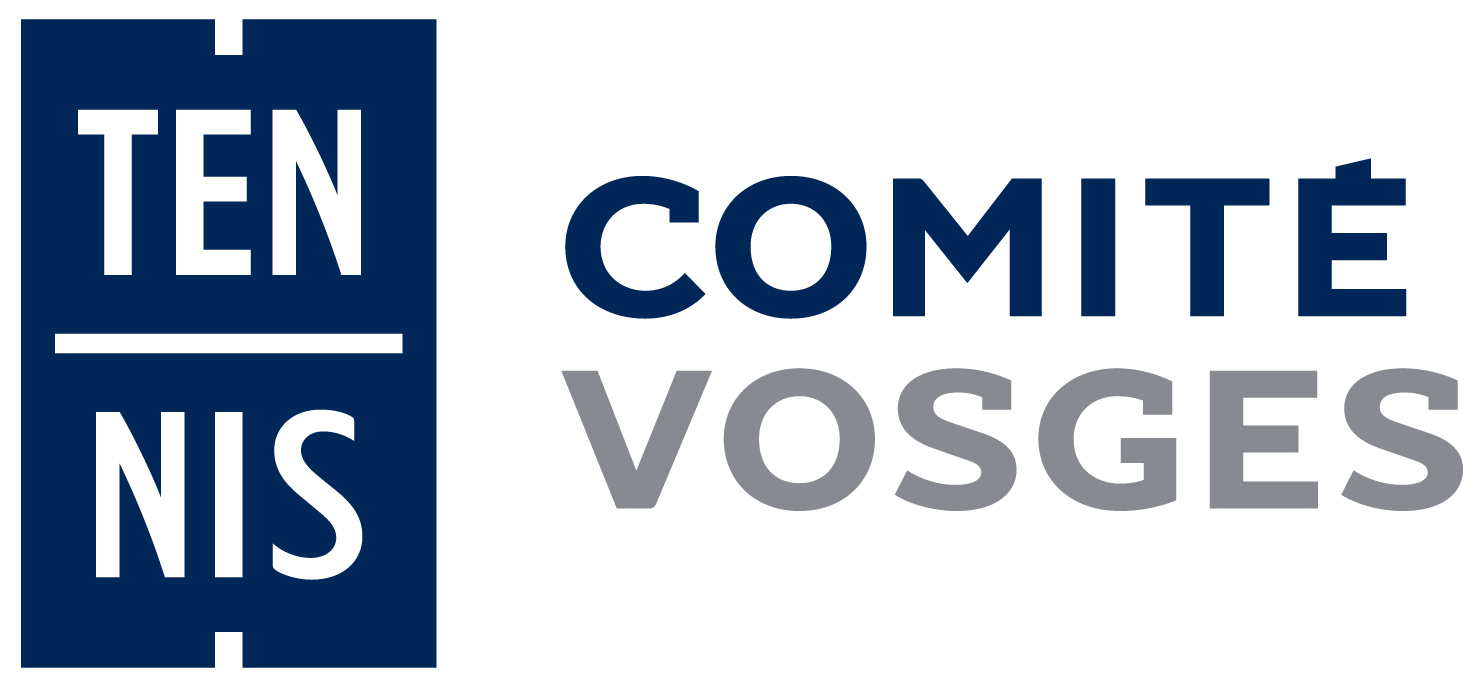 TEN
NIS
COMITÉ
VOSGES